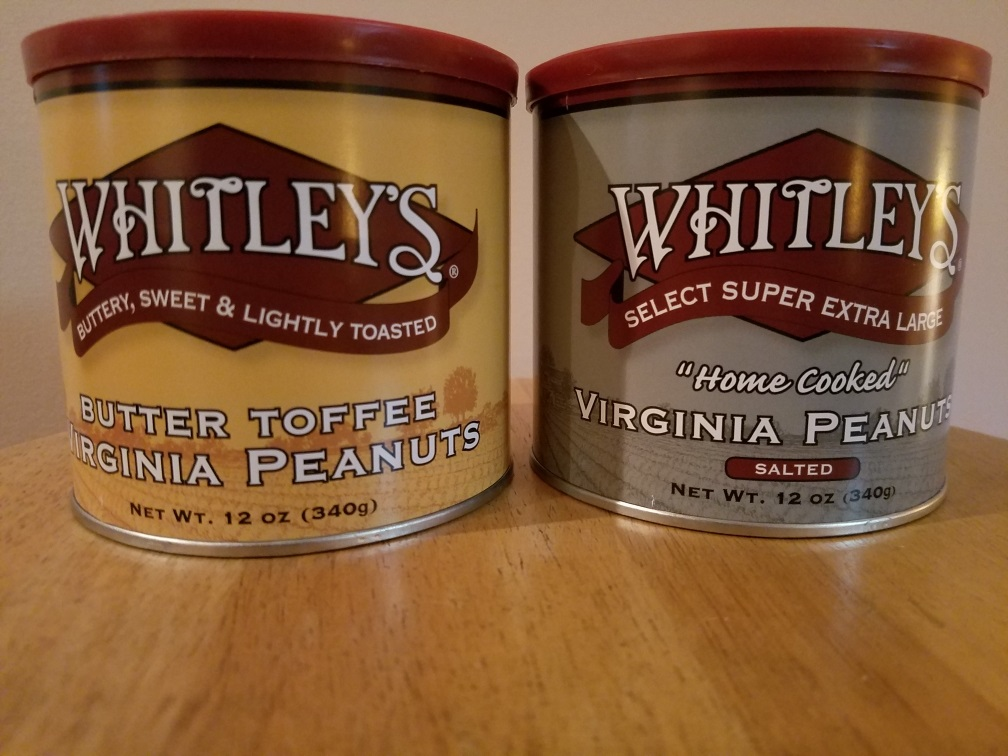 WHITLEY'S®
BUTTERY, SWEET & LIGHTLY TOASTED
BUTTER TOFFEE
VIRGINIA PEANUTS
NET WT. 12 OZ (340g)
WHITLEY'S®
SELECT SUPER EXTRA LARGE
"Home Cooked"
VIRGINIA PEANUTS
SALTED
NET WT. 12 OZ (340g)